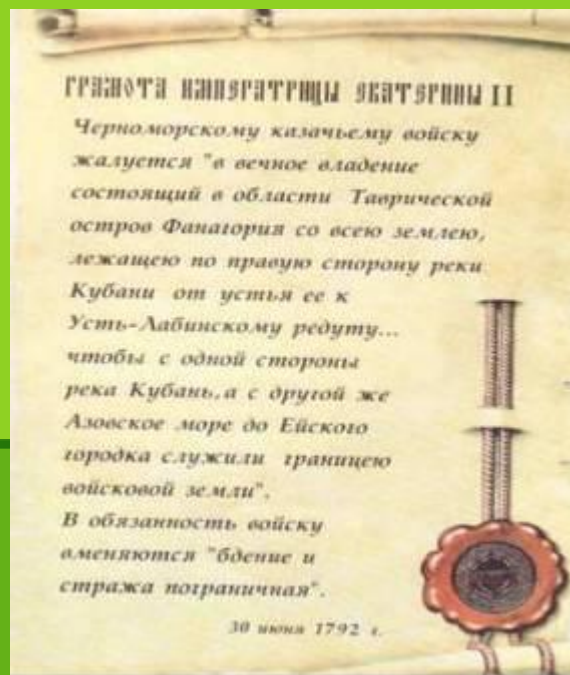 ГРАМОТА ИМПЕРАТРИЦЫ ЕКАТЕРИНЫ II
Черноморскому казачьему войску
жалуется "в вечное владение
состоящий в области Таврической
остров Фанагория со всею землею,
лежащею по правую сторону реки
Кубани от устья ее к
Усть-Лабинскому редуту...
чтобы с одной стороны
река Кубань, а с другой же
Азовское море до Ейского
городка служили границею
войсковой земли".
В обязанность войску
вменяются "бдение и
стража пограничная".
30 июня 1792 г.